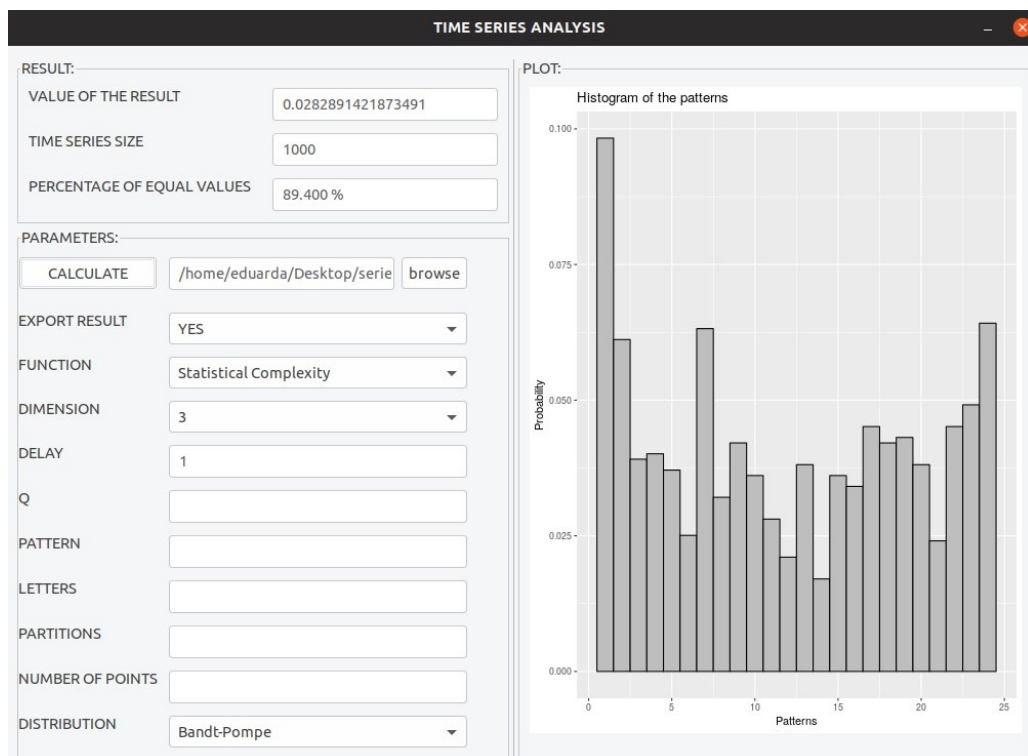 TIME SERIES ANALYSIS
RESULT:
VALUE OF THE RESULT
0.0282891421873491
TIME SERIES SIZE
1000
PERCENTAGE OF EQUAL VALUES
89.400 %
PARAMETERS:
CALCULATE
/home/eduarda/Desktop/serie
browse
EXPORT RESULT
YES
FUNCTION
Statistical Complexity
DIMENSION
3
DELAY
1
Q
PATTERN
LETTERS
PARTITIONS
NUMBER OF POINTS
DISTRIBUTION
Bandt-Pompe
PLOT:
Histogram of the patterns
0.100
0.075
0.050
0.025
0.000
Probability
0 5 10 15 20 25
Patterns